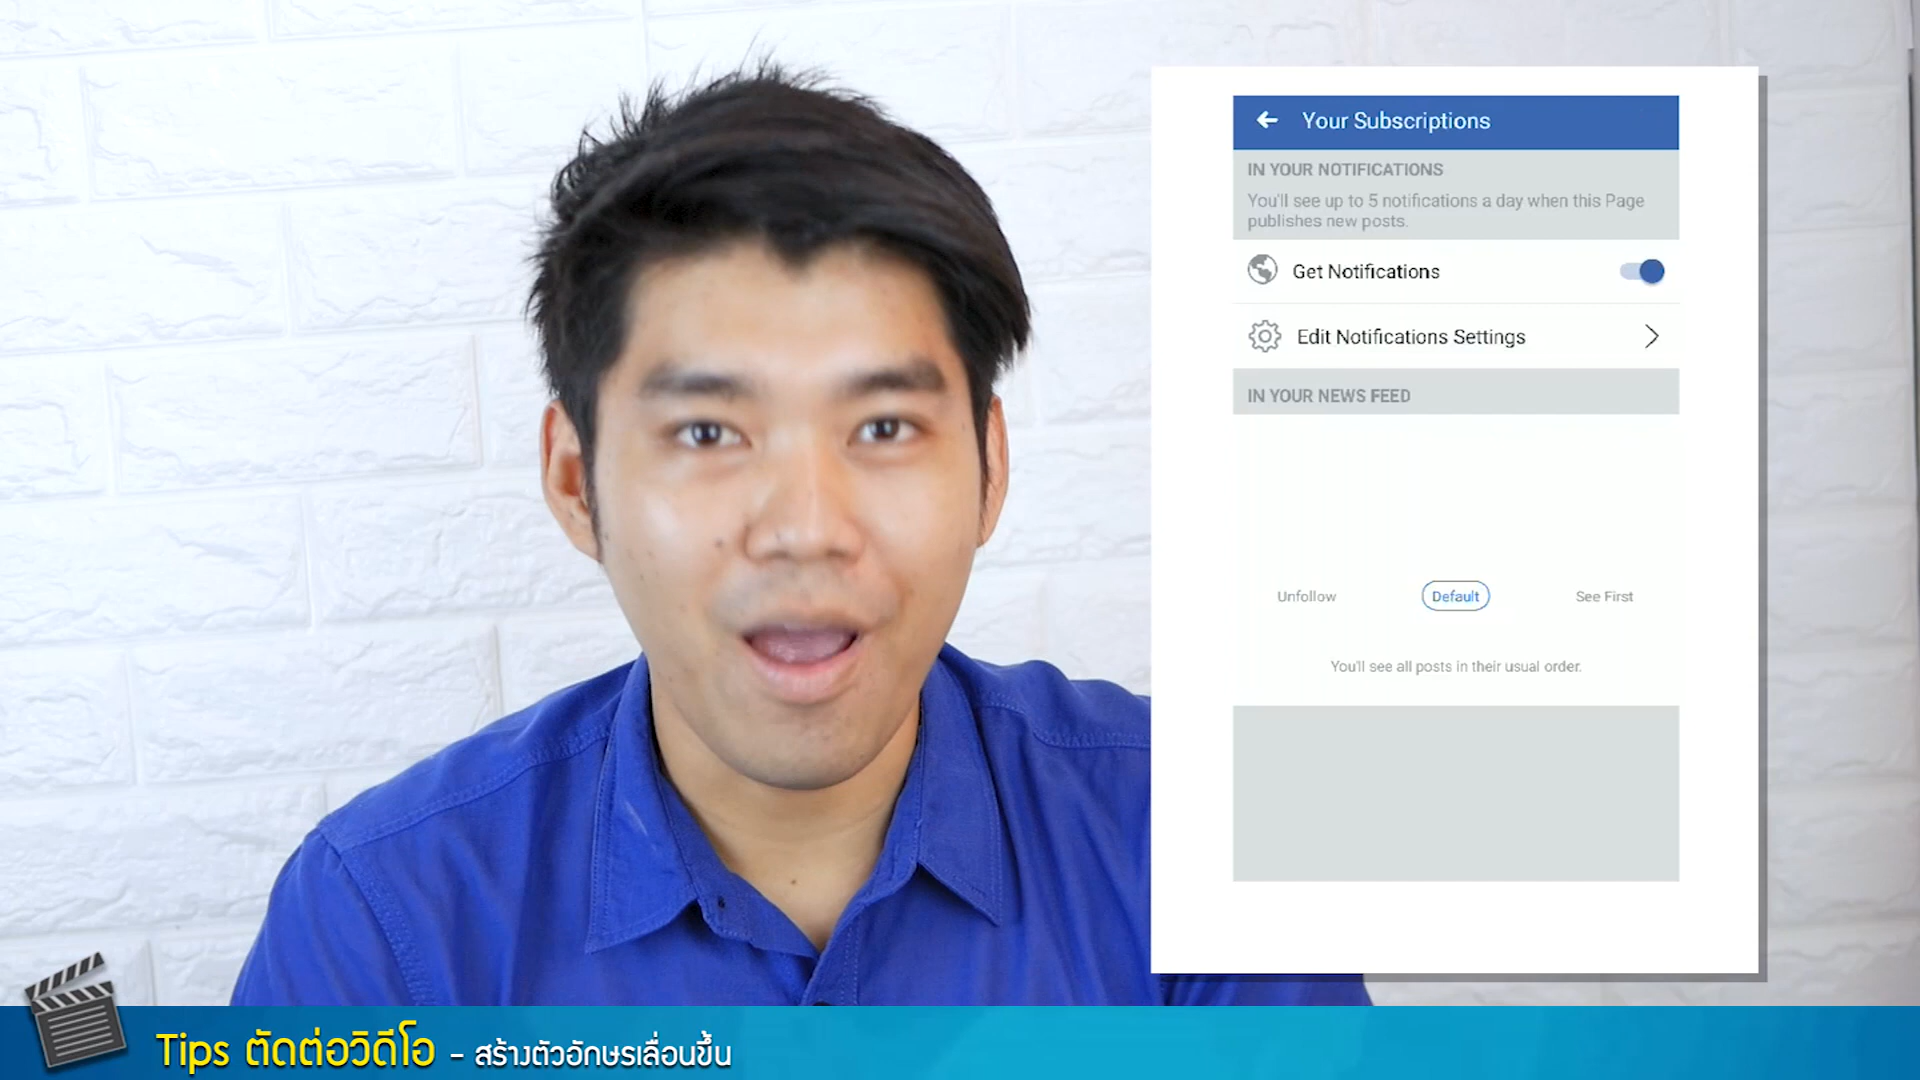 Your Subscriptions
IN YOUR NOTIFICATIONS
You'll see up to 5 notifications a day when this Page
publishes new posts.
Get Notifications
Edit Notifications Settings
IN YOUR NEWS FEED
Unfollow Default See First
You'll see all posts in their usual order.
Tips ตัดต่อวิดีโอ - สร้างตัวอักษรเลื่อนขึ้น